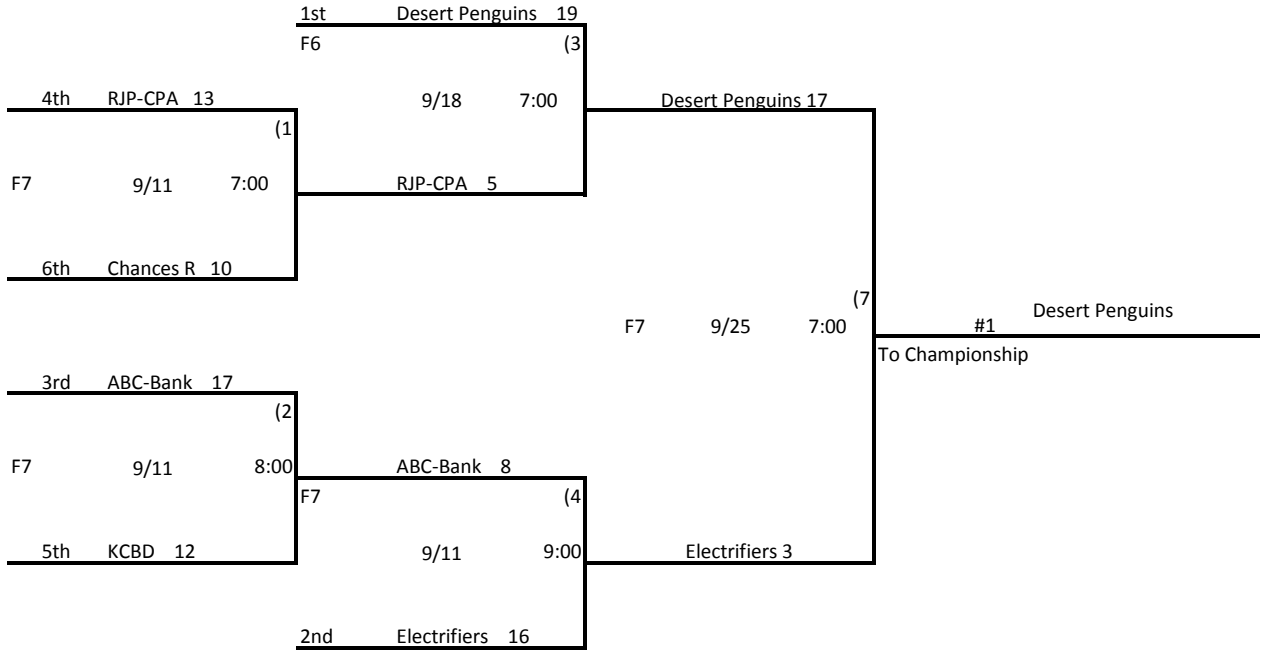 1st Desert Penguins 19
F6 (3
4th RJP-CPA 13
9/18 7:00
Desert Penguins 17
(1
F7 9/11 7:00
RJP-CPA 5
6th Chances R 10
(7
F7 9/25 7:00
#1 Desert Penguins
To Championship
3rd ABC-Bank 17
(2
F7 9/11 8:00
ABC-Bank 8
F7 (4
5th KCBD 12
9/11 9:00
Electrifiers 3
2nd Electrifiers 16